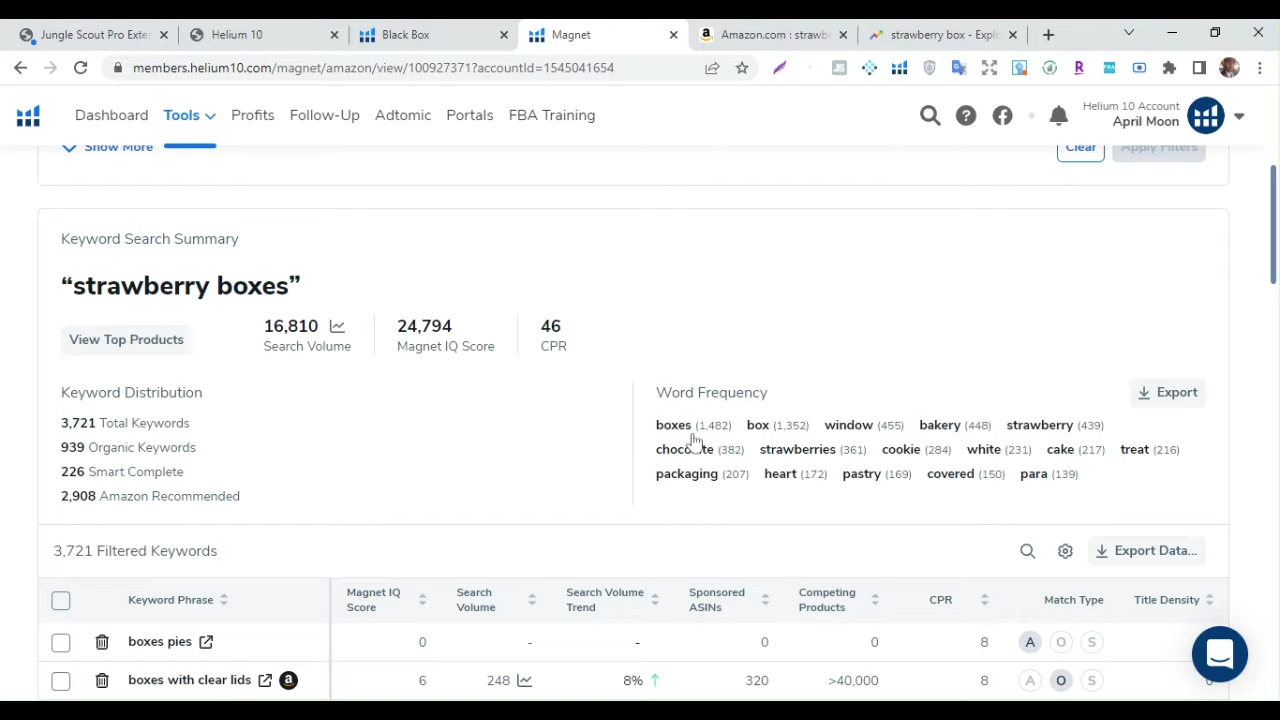 Jungle Scout Pro Exte
Helium 10
Black Box
Magnet
Amazon.com : strawbe
strawberry box - Explo
members.helium10.com/magnet/amazon/view/100927371?accountId=1545041654
Dashboard Tools Profits Follow-Up Adtomic Portals FBA Training
Helium 10 Account
April Moon
Show More
Clear Apply Filters
Keyword Search Summary
“strawberry boxes”
View Top Products
16,810
Search Volume
24,794
Magnet IQ Score
46
CPR
Keyword Distribution
3,721 Total Keywords
939 Organic Keywords
226 Smart Complete
2,908 Amazon Recommended
Word Frequency
Export
boxes (1,482) box (1,352) window (455) bakery (448) strawberry (439)
chocolate (382) strawberries (361) cookie (284) white (231) cake (217) treat (216)
packaging (207) heart (172) pastry (169) covered (150) para (139)
3,721 Filtered Keywords
Export Data...
Keyword Phrase
Magnet IQ Score
Search Volume
Search Volume Trend
Sponsored ASINs
Competing Products
CPR
Match Type
Title Density
boxes pies 0 - - 0 0 8 A O S
boxes with clear lids 6 248 8% 320 >40,000 8 A O S